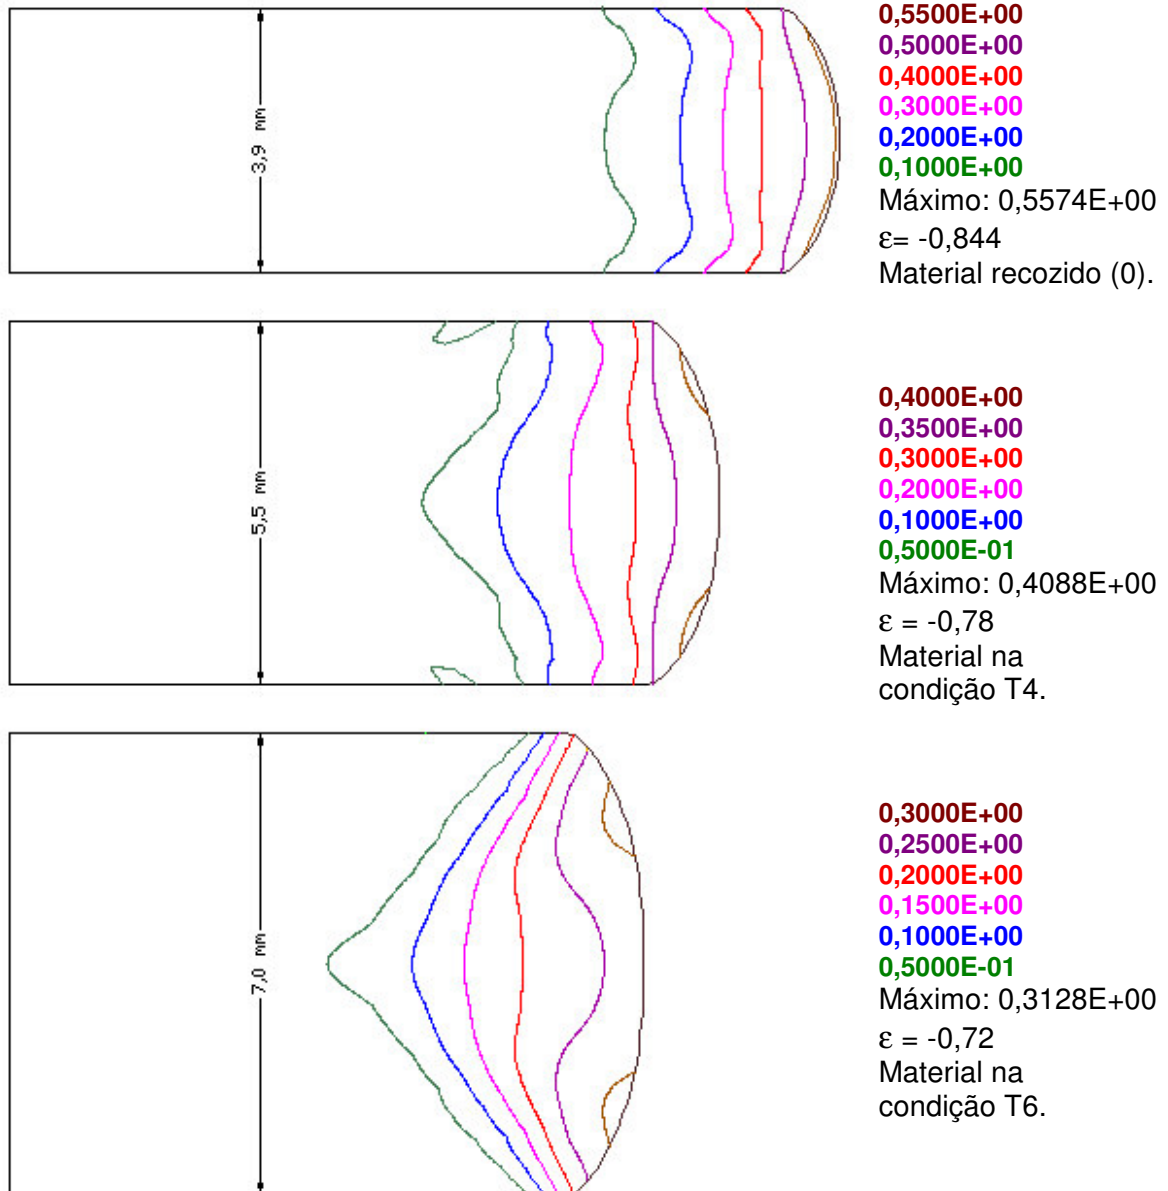 3,9 mm
0,5500E+00
0,5000E+00
0,4000E+00
0,3000E+00
0,2000E+00
0,1000E+00
Máximo: 0,5574E+00
ε= -0,844
Material recozido (0).
5,5 mm
0,4000E+00
0,3500E+00
0,3000E+00
0,2000E+00
0,1000E+00
0,5000E-01
Máximo: 0,4088E+00
ε = -0,78
Material na
condição T4.
7,0 mm
0,3000E+00
0,2500E+00
0,2000E+00
0,1500E+00
0,1000E+00
0,5000E-01
Máximo: 0,3128E+00
ε = -0,72
Material na
condição T6.